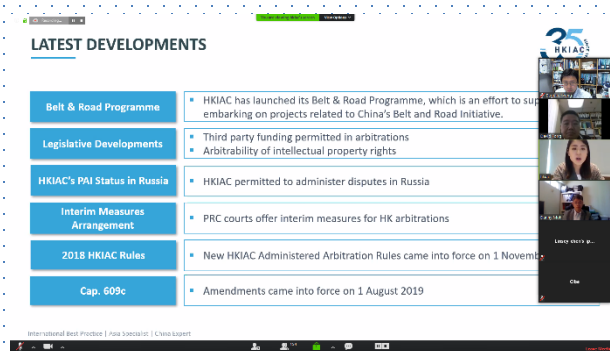 LATEST DEVELOPMENTS
35
HKIAC
Belt & Road Programme
HKIAC has launched its Belt & Road Programme, which is an effort to sup
embarking on projects related to China's Belt and Road Initiative.
Legislative Developments
Third party funding permitted in arbitrations
Arbitrability of intellectual property rights
HKIAC's PAI Status in Russia
HKIAC permitted to administer disputes in Russia
Interim Measures
Arrangement
PRC courts offer interim measures for HK arbitrations
2018 HKIAC Rules
New HKIAC Administered Arbitration Rules came into force on 1 Novemb
Cap. 609c
Amendments came into force on 1 August 2019
International Best Practice | Asia Specialist | China Expert